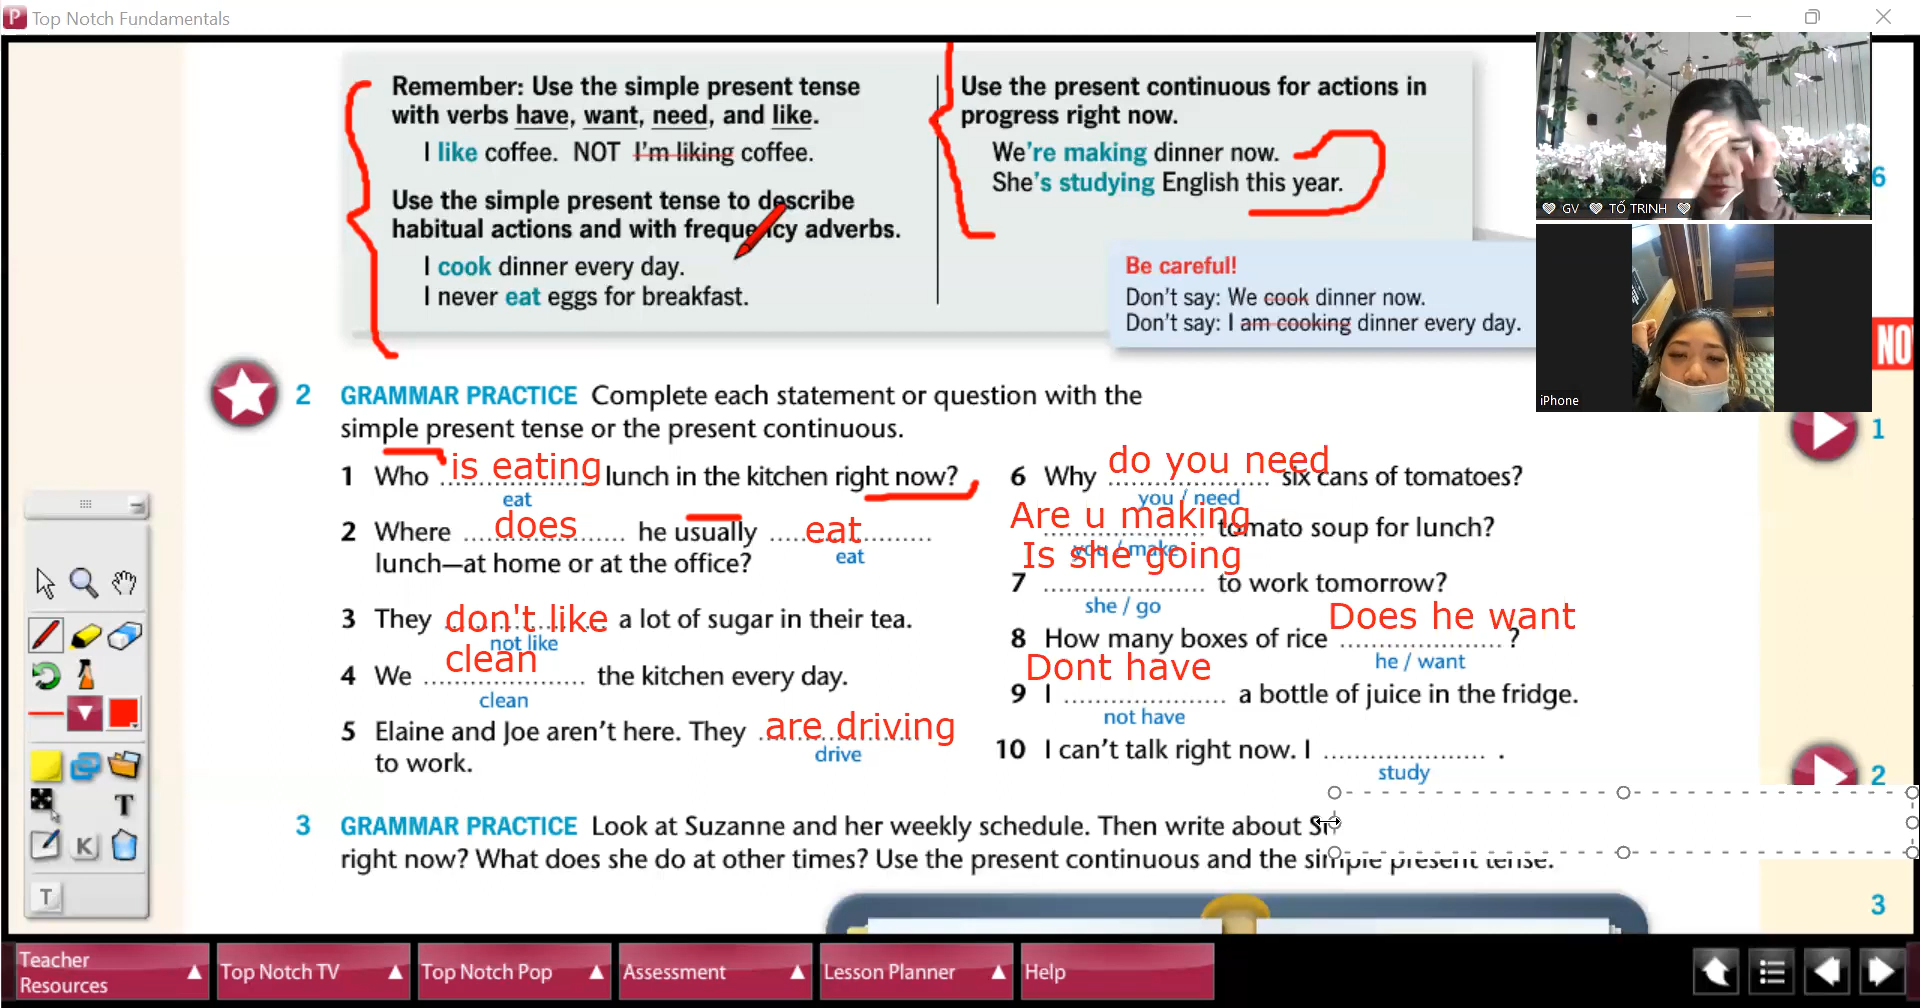 Top Notch Fundamentals
Remember: Use the simple present tense
with verbs have, want, need, and like.
I like coffee. NOT I'm liking coffee.
Use the simple present tense to describe
habitual actions and with frequency adverbs.
I cook dinner every day.
I never eat eggs for breakfast.
Use the present continuous for actions in
progress right now.
We're making dinner now.
She's studying English this year.
Be careful!
Don't say: We cook dinner now.
Don't say: I am cooking dinner every day.
GV TỐ TRINH
iPhone
6
NO
1
2
3
2 GRAMMAR PRACTICE Complete each statement or question with the
simple present tense or the present continuous.
1 Who is eating lunch in the kitchen right now?
eat
2 Where does he usually eat
eat
lunch—at home or at the office?
3 They don't like a lot of sugar in their tea.
not like
4 We clean the kitchen every day.
clean
5 Elaine and Joe aren't here. They are driving
drive
to work.
6 Why do you need six cans of tomatoes?
you / need
Are u making tomato soup for lunch?
you / make
Is she going
7 to work tomorrow?
she / go
Does he want
8 How many boxes of rice ?
he / want
Dont have
9 I a bottle of juice in the fridge.
not have
10 I can't talk right now. I .
study
3 GRAMMAR PRACTICE Look at Suzanne and her weekly schedule. Then write about
right now? What does she do at other times? Use the present continuous and the simple present tense.
T
K
T
Teacher Resources
Top Notch TV
Top Notch Pop
Assessment
Lesson Planner
Help